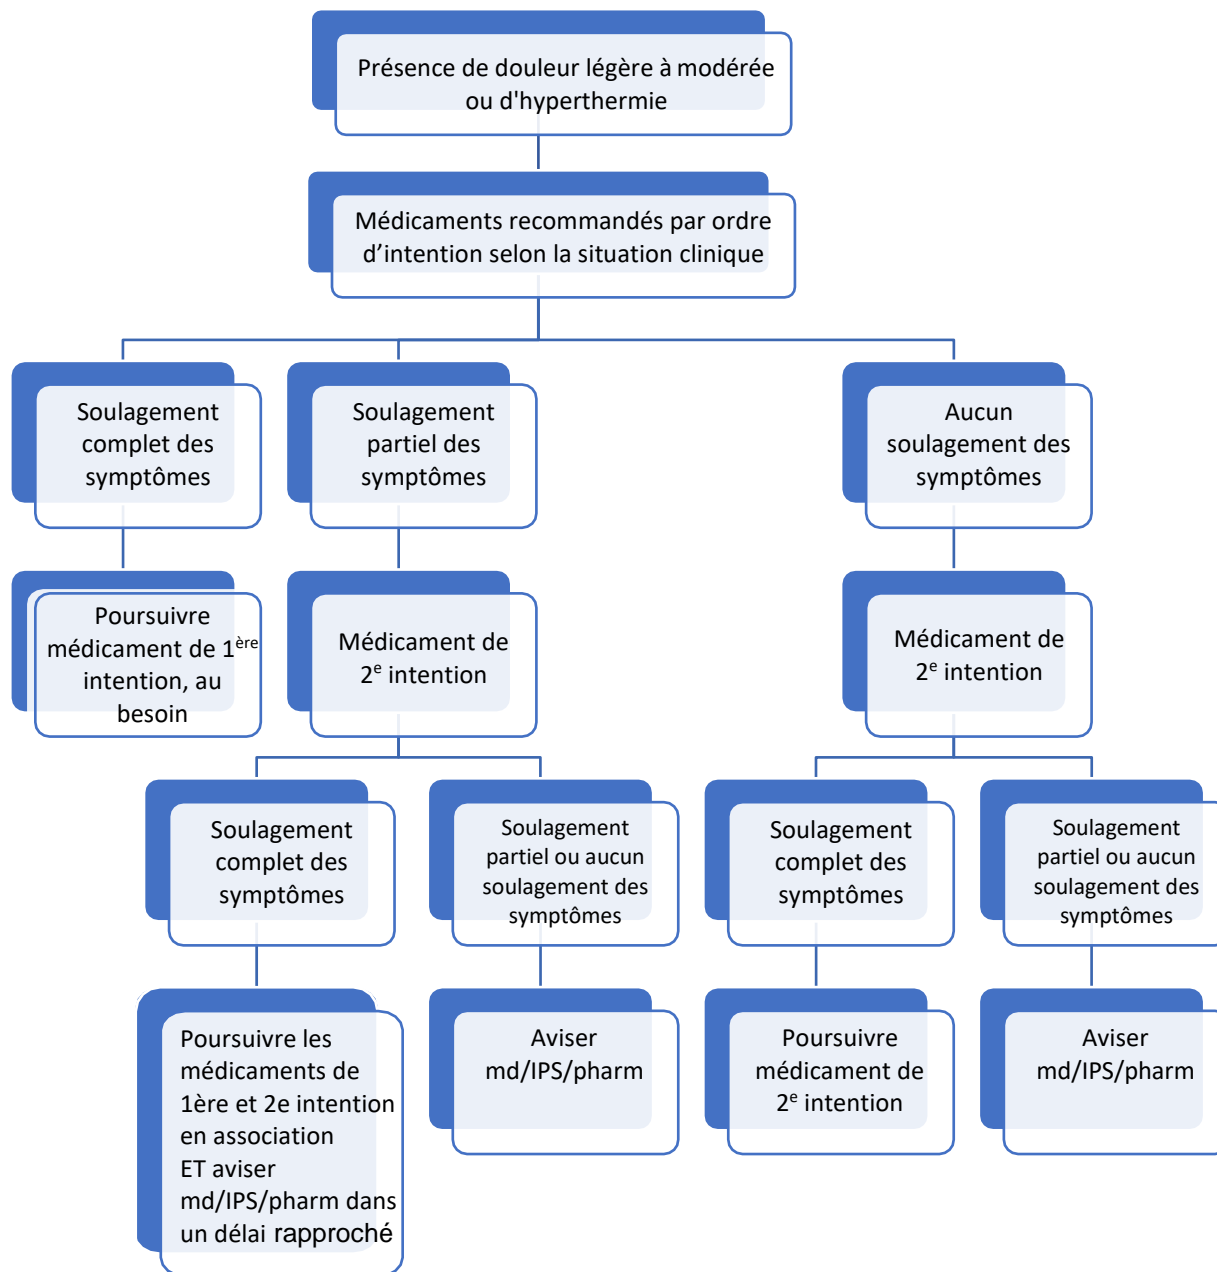 Présence de douleur légère à modérée
ou d'hyperthermie
Médicaments recommandés par ordre
d’intention selon la situation clinique
Soulagement
complet des
symptômes
Soulagement
partiel des
symptômes
Aucun
soulagement des
symptômes
Poursuivre
médicament de 1ère
intention, au
besoin
Médicament de
2e intention
Médicament de
2e intention
Soulagement
complet des
symptômes
Soulagement
partiel ou aucun
soulagement des
symptômes
Soulagement
complet des
symptômes
Soulagement
partiel ou aucun
soulagement des
symptômes
Poursuivre les
médicaments de
1ère et 2e intention
en association
ET aviser
md/IPS/pharm dans
un délai rapproché
Aviser
md/IPS/pharm
Poursuivre
médicament de
2e intention
Aviser
md/IPS/pharm